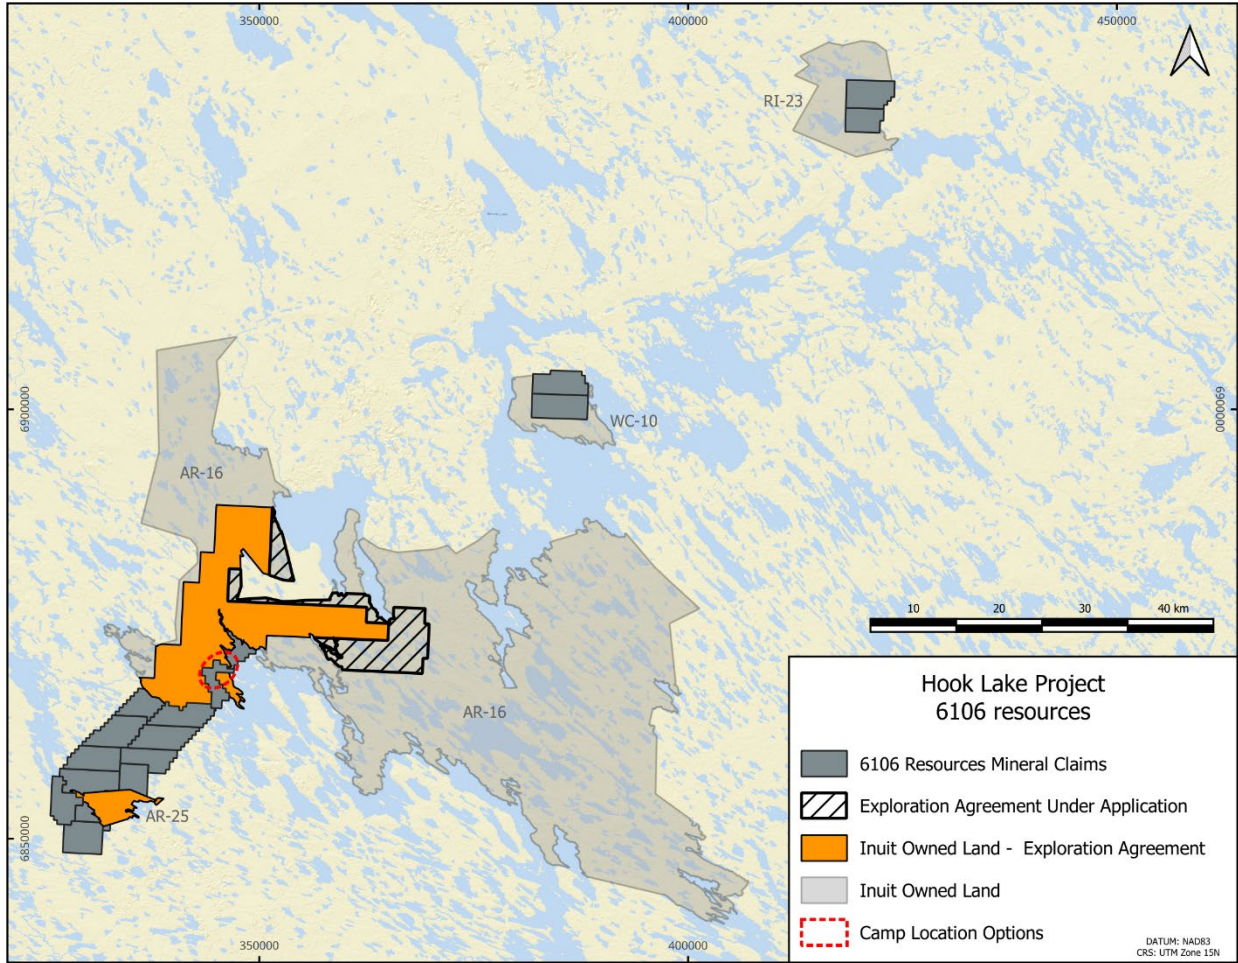 350000
400000
450000
RI-23
6900000
6900000
WC-10
AR-16
10
20
30
40 km
AR-16
AR-25
6850000
350000
400000
Hook Lake Project
6106 resources
6106 Resources Mineral Claims
Exploration Agreement Under Application
Inuit Owned Land - Exploration Agreement
Inuit Owned Land
Camp Location Options
DATUM: NAD83
CRS: UTM Zone 15N